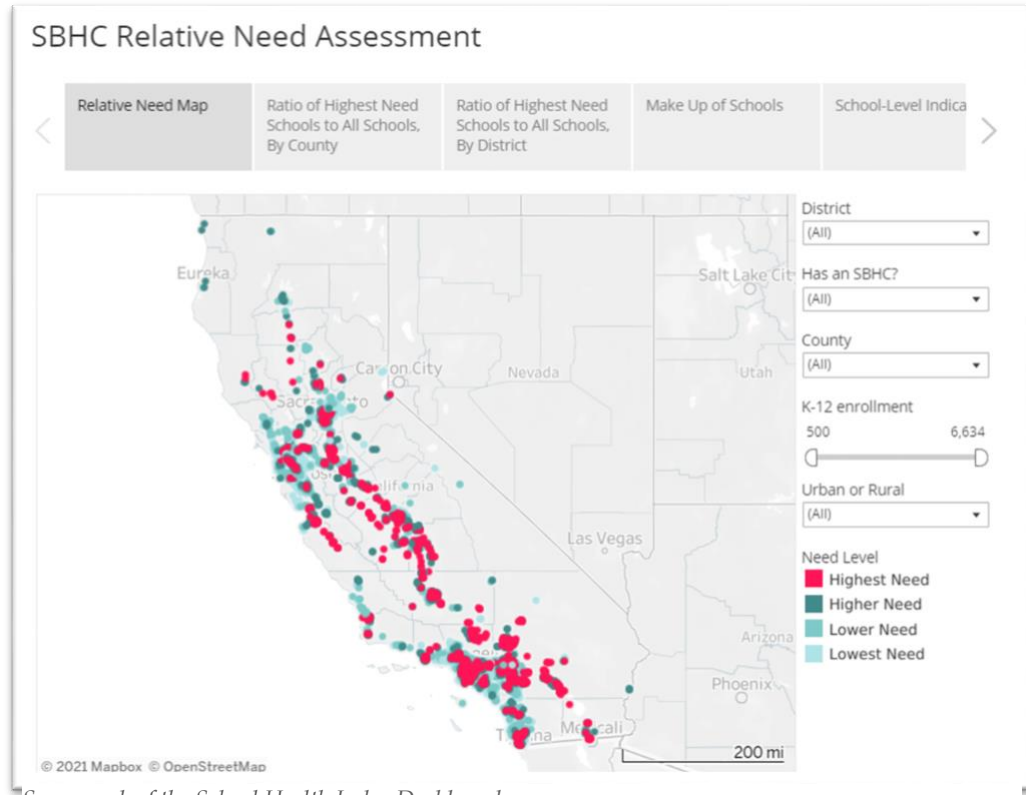 SBHC Relative Need Assessment
Relative Need Map
Ratio of Highest Need
Schools to All Schools,
By County
Ratio of Highest Need
Schools to All Schools,
By District
Make Up of Schools
School-Level Indica
District
(All)
Has an SBHC?
(All)
County
(All)
K-12 enrollment
500 6,634
Urban or Rural
(All)
Need Level
Highest Need
Higher Need
Lower Need
Lowest Need
Eureka
Salt Lake Cit
Carson City
Nevada
Utah
Sacramento
Las Vegas
Arizona
Phoenix
Mexicali
200 mi
© 2021 Mapbox © OpenStreetMap